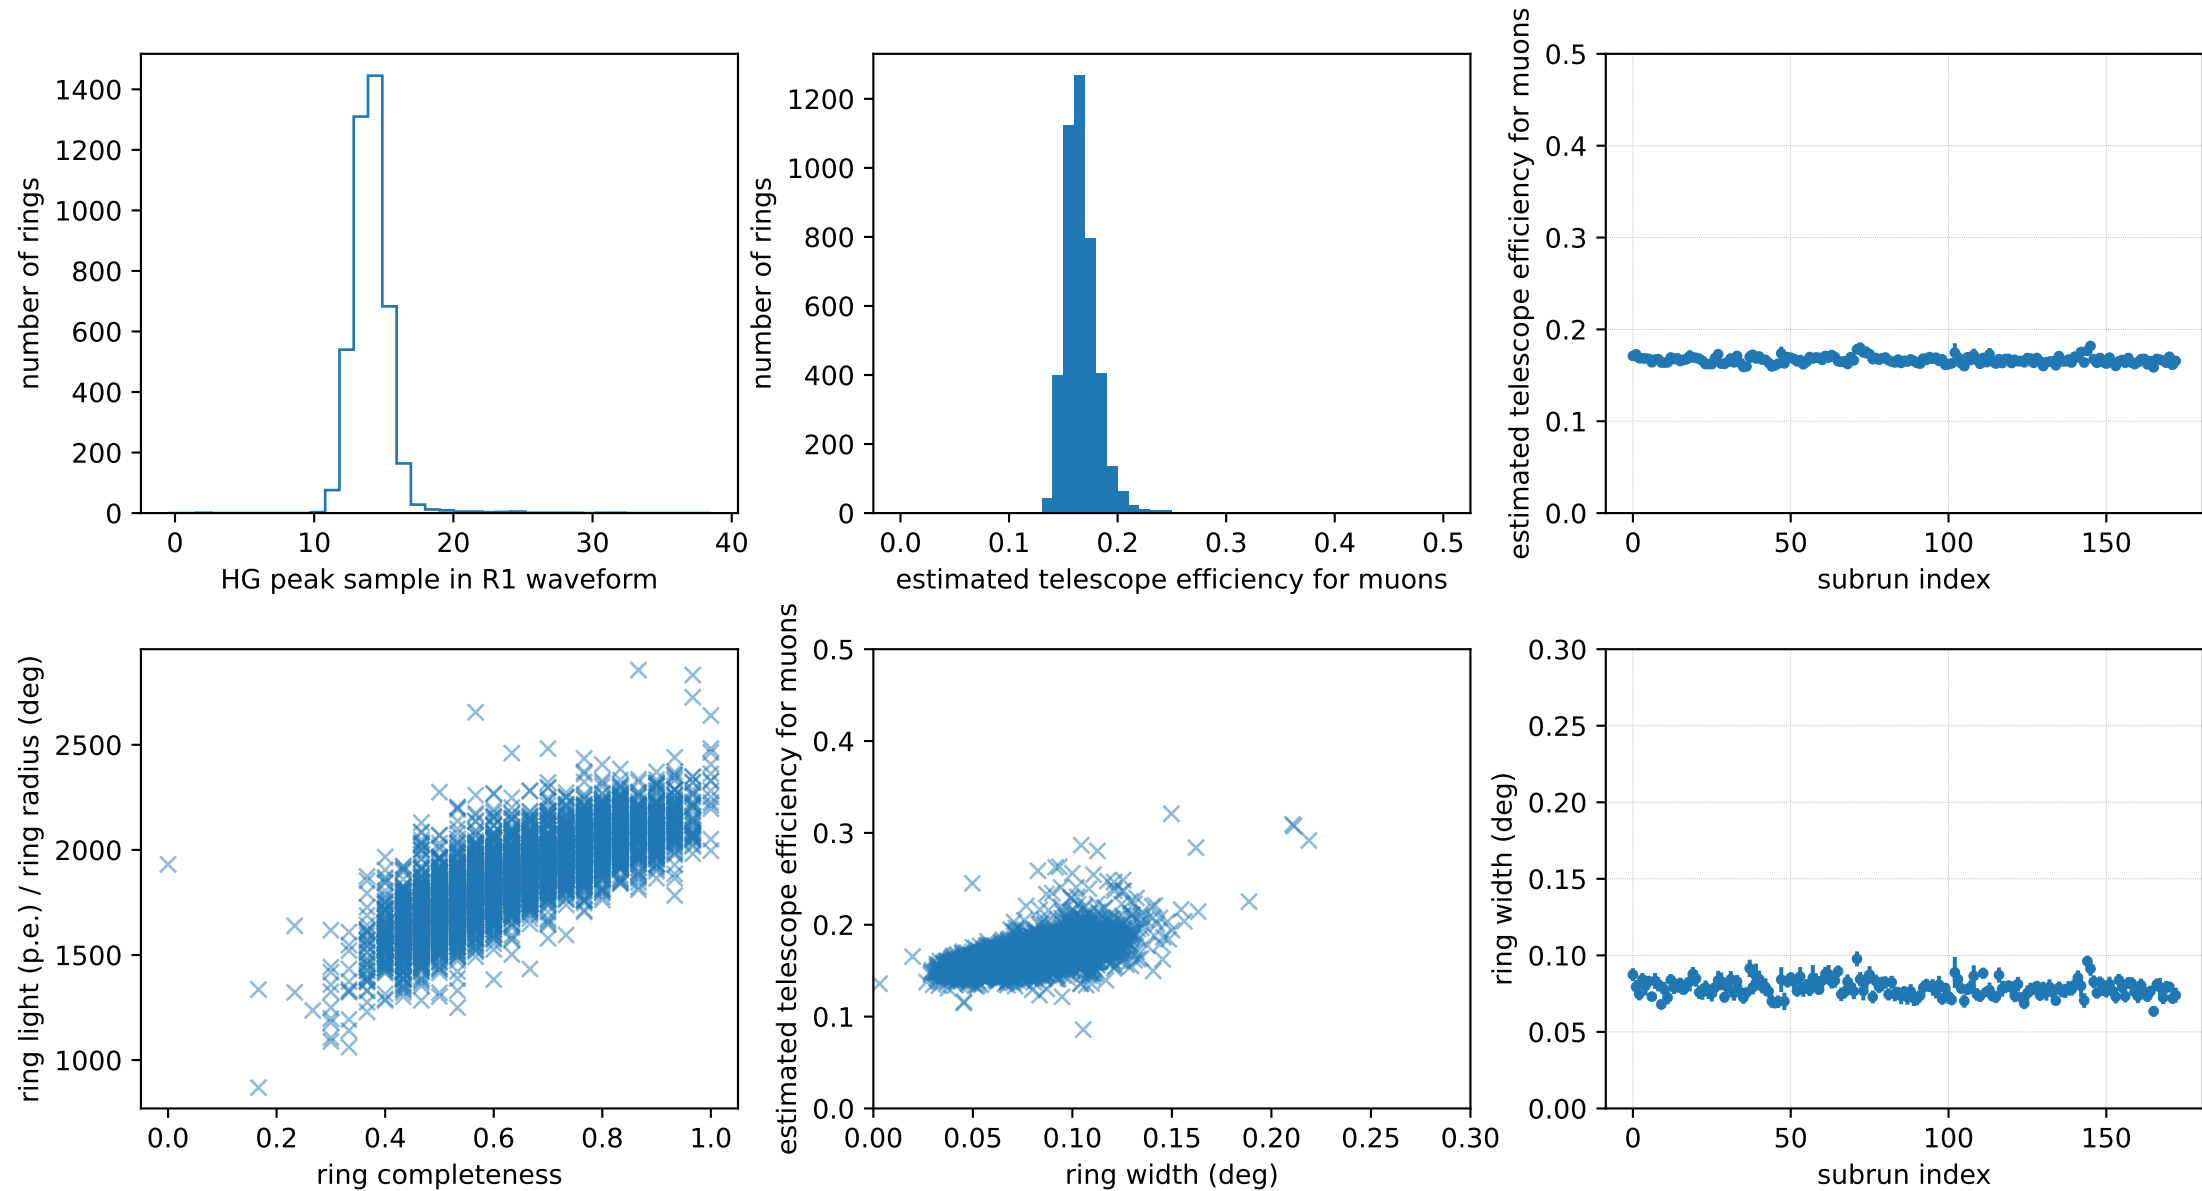 number of rings
1400
1200
1000
800
600
400
200
0
0 10 20 30 40
HG peak sample in R1 waveform
number of rings
1200
1000
800
600
400
200
0
0.0 0.1 0.2 0.3 0.4 0.5
estimated telescope efficiency for muons
estimated telescope efficiency for muons
0.5
0.4
0.3
0.2
0.1
0.0
0 50 100 150
subrun index
ring light (p.e.) / ring radius (deg)
2500
2000
1500
1000
0.0 0.2 0.4 0.6 0.8 1.0
ring completeness
estimated telescope efficiency for muons
0.5
0.4
0.3
0.2
0.1
0.0
0.00 0.05 0.10 0.15 0.20 0.25 0.30
ring width (deg)
ring width (deg)
0.30
0.25
0.20
0.15
0.10
0.05
0.00
0 50 100 150
subrun index